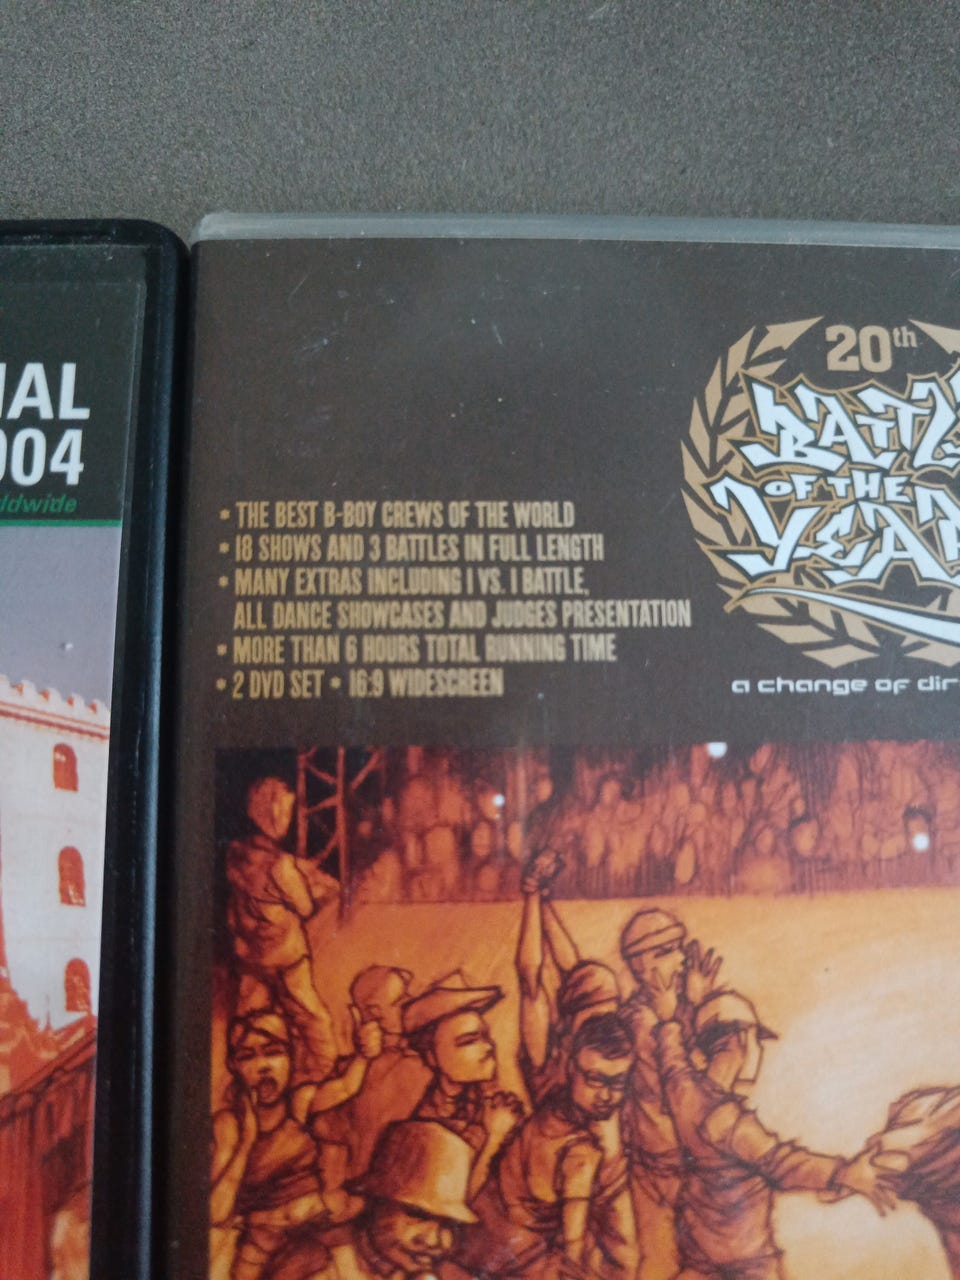 IAL
004
ldwide
20th
BATTLE
OF THE
YEAR
• THE BEST B-BOY CREWS OF THE WORLD
• 18 SHOWS AND 3 BATTLES IN FULL LENGTH
• MANY EXTRAS INCLUDING 1 VS. 1 BATTLE,
ALL DANCE SHOWCASES AND JUDGES PRESENTATION
• MORE THAN 6 HOURS TOTAL RUNNING TIME
• 2 DVD SET • 16:9 WIDESCREEN
a change of dir